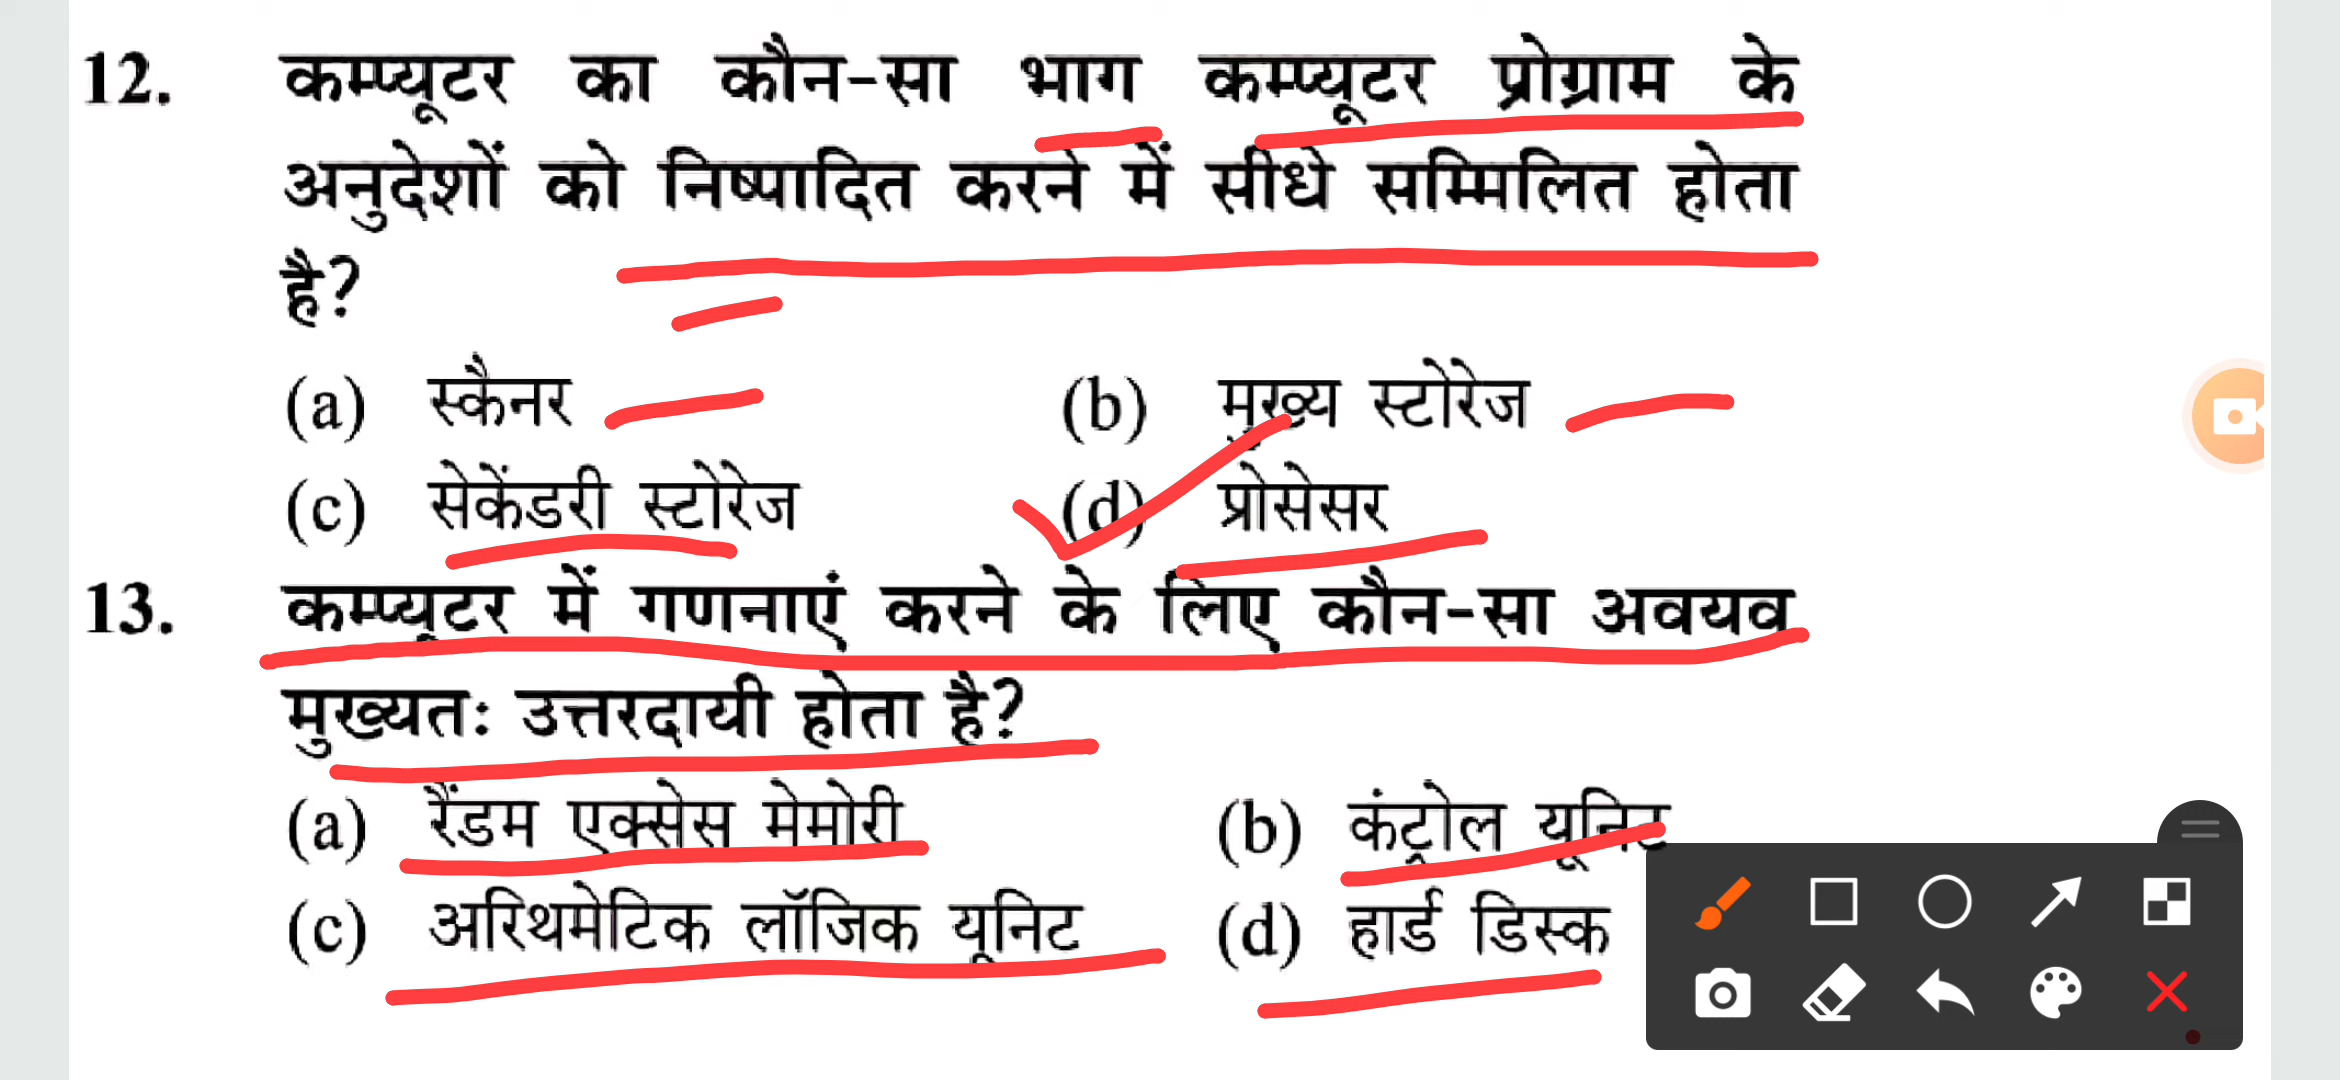 12. कम्प्यूटर का कौन-सा भाग कम्प्यूटर प्रोग्राम के
अनुदेशों को निष्पादित करने में सीधे सम्मिलित होता
है?
(a) स्कैनर (b) मुख्य स्टोरेज
(c) सेकेंडरी स्टोरेज (d) प्रोसेसर
13. कम्प्यूटर में गणनाएं करने के लिए कौन-सा अवयव
मुख्यतः उत्तरदायी होता है?
(a) रैंडम एक्सेस मेमोरी (b) कंट्रोल यूनिट
(c) अरिथमेटिक लॉजिक यूनिट (d) हार्ड डिस्क